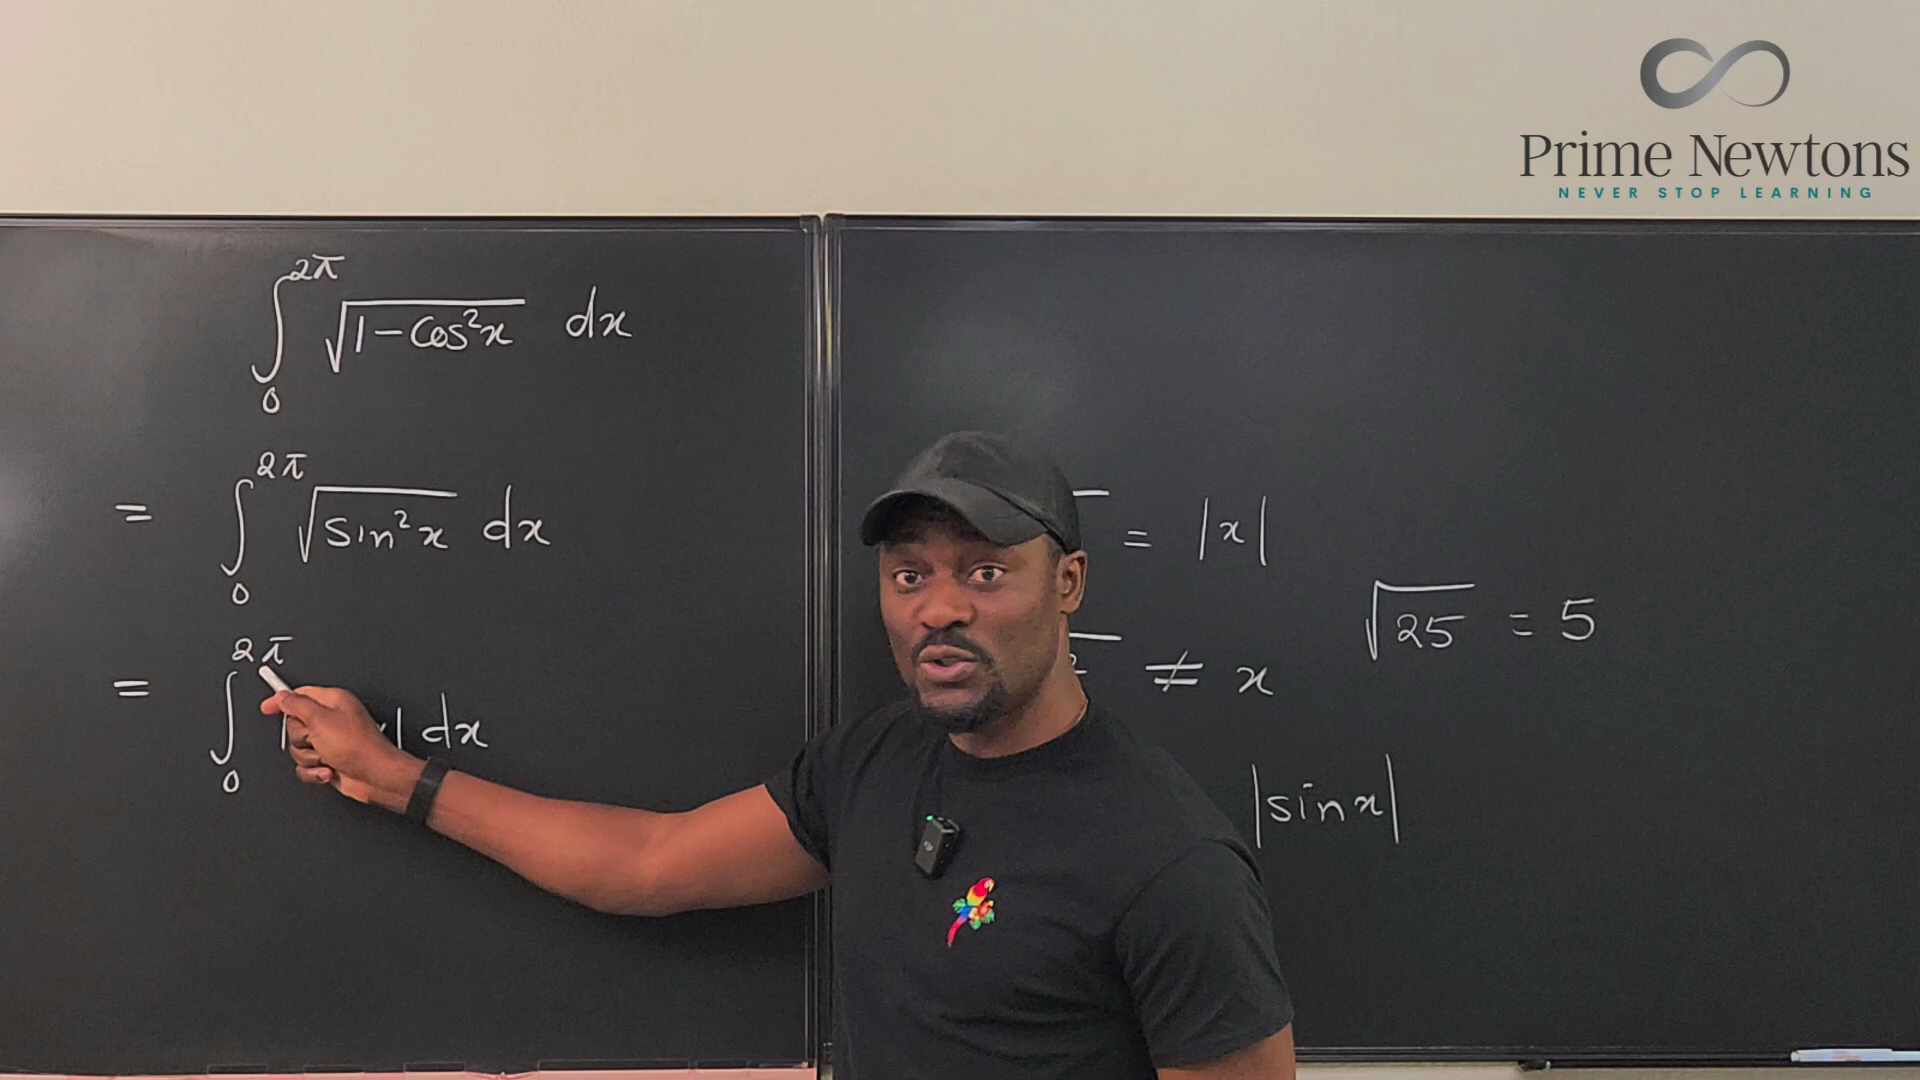 Prime Newtons
NEVER STOP LEARNING
∫₀^2π √(1-Cos²x) dx
= ∫₀^2π √(Sin²x) dx
= ∫₀^2π | | dx
= |x|
≠ x
√25 = 5
|sinx|